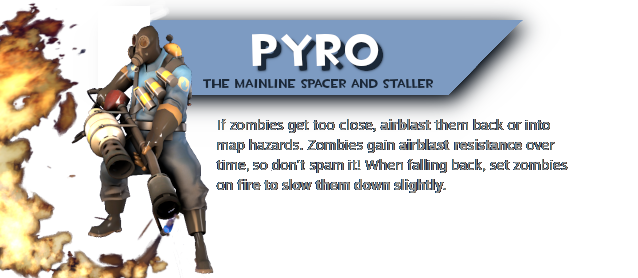 PYRO
THE MAINLINE SPACER AND STALLER
If zombies get too close, airblast them back or into
map hazards. Zombies gain airblast resistance over
time, so don't spam it! When falling back, set zombies
on fire to slow them down slightly.